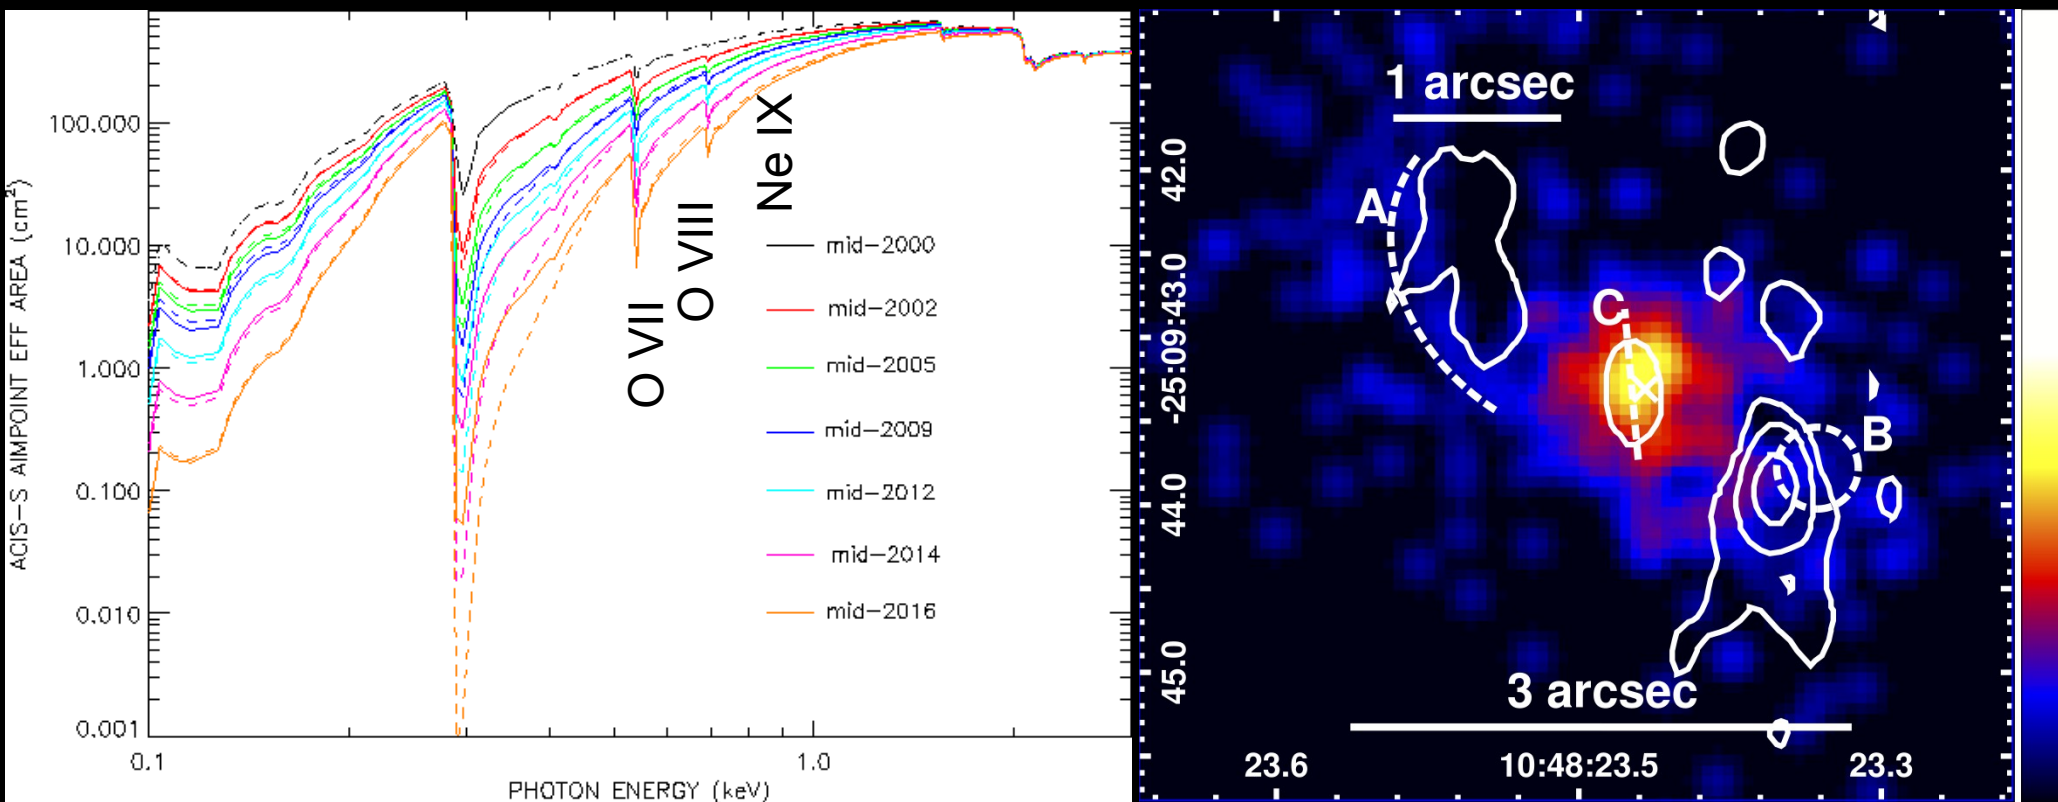 ACIS-S AIMPOINT EFF AREA (cm²)
100.000
10.000
1.000
0.100
0.010
0.001
0.1
1.0
PHOTON ENERGY (keV)
O VII
O VIII
Ne IX
mid-2000
mid-2002
mid-2005
mid-2009
mid-2012
mid-2014
mid-2016
1 arcsec
A
C
B
3 arcsec
42.0
-25:09:43.0
44.0
45.0
23.6
10:48:23.5
23.3